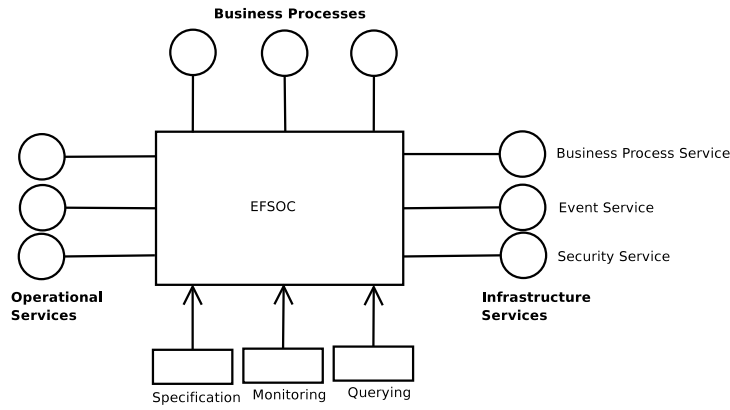 Business Processes
Business Process Service
EFSOC
Event Service
Security Service
Operational
Services
Infrastructure
Services
Specification
Monitoring
Querying